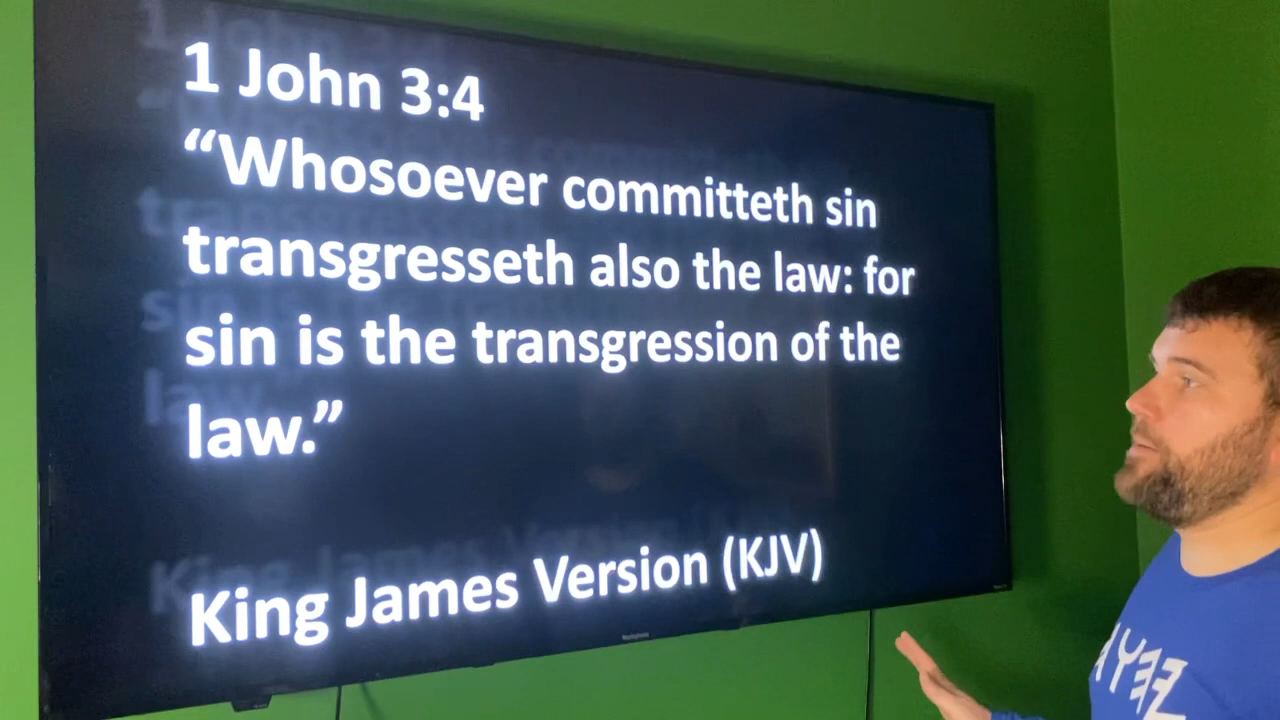 1 John 3:4
“Whosoever committeth sin
transgresseth also the law: for
sin is the transgression of the
law.”
King James Version (KJV)
Westinghouse